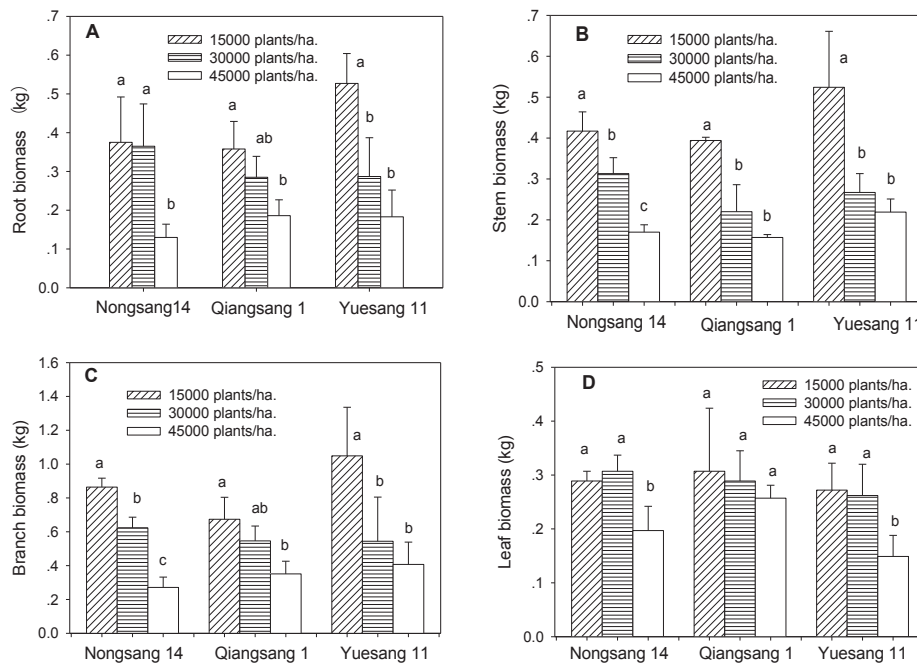 A
15000 plants/ha.
30000 plants/ha.
45000 plants/ha.
Root biomass (kg)
.7
.6
.5
.4
.3
.2
.1
0.0
a
a
b
a
ab
b
a
b
b
Nongsang14
Qiangsang 1
Yuesang 11
B
15000 plants/ha.
30000 plants/ha.
45000 plants/ha.
Stem biomass (kg)
.7
.6
.5
.4
.3
.2
.1
0.0
a
b
c
a
b
b
a
b
b
Nongsang 14
Qiangsang 1
Yuesang 11
C
15000 plants/ha.
30000 plants/ha.
45000 plants/ha.
Branch biomass (kg)
1.6
1.4
1.2
1.0
.8
.6
.4
.2
0.0
a
b
c
a
ab
b
a
b
b
Nongsang 14
Qiangsang 1
Yuesang 11
D
15000 plants/ha.
30000 plants/ha.
45000 plants/ha.
Leaf biomass (kg)
.5
.4
.3
.2
.1
0.0
a
a
b
a
a
a
a
a
b
Nongsang 14
Qiangsang 1
Yuesang 11